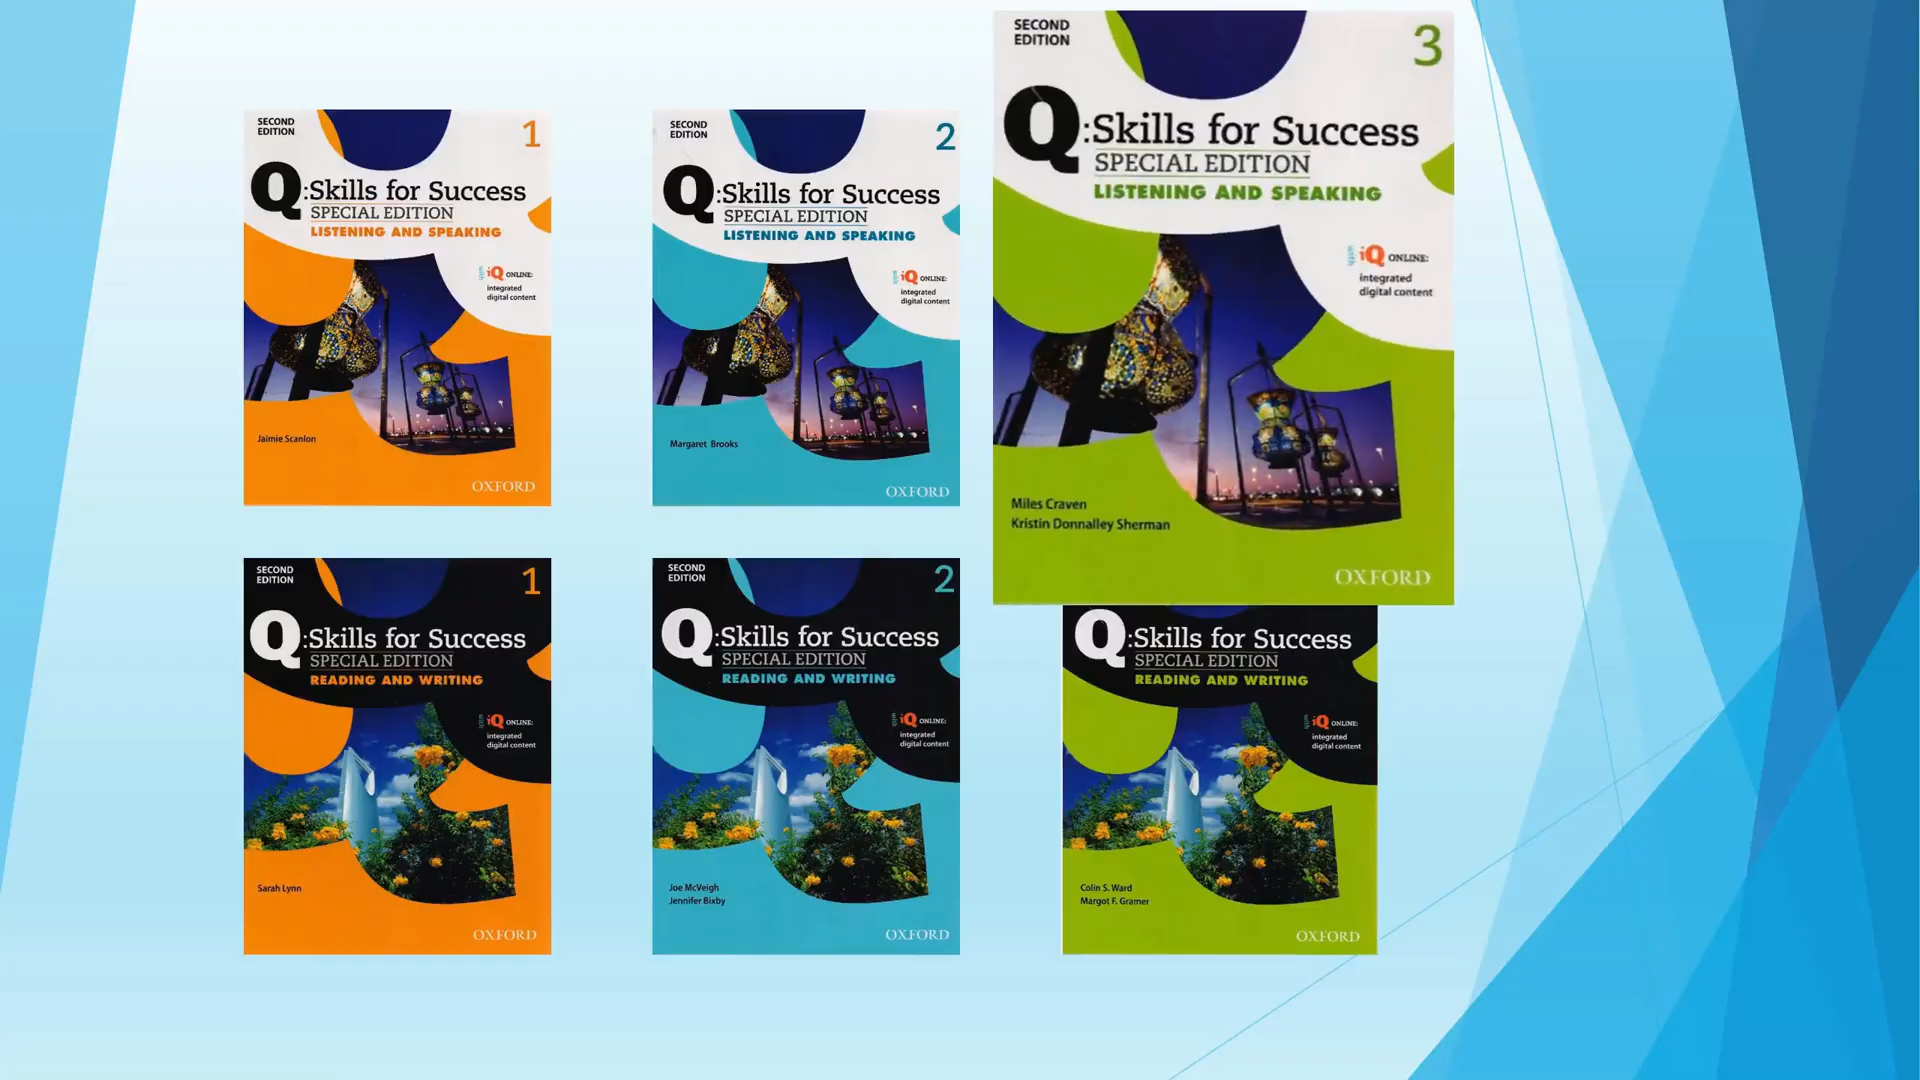 SECOND
EDITION
1
Q:Skills for Success
SPECIAL EDITION
LISTENING AND SPEAKING
with iQ ONLINE:
integrated
digital content
Jaimie Scanlon
OXFORD
SECOND
EDITION
2
Q:Skills for Success
SPECIAL EDITION
LISTENING AND SPEAKING
with iQ ONLINE:
integrated
digital content
Margaret Brooks
OXFORD
SECOND
EDITION
3
Q:Skills for Success
SPECIAL EDITION
LISTENING AND SPEAKING
with iQ ONLINE:
integrated
digital content
Miles Craven
Kristin Donnalley Sherman
OXFORD
SECOND
EDITION
1
Q:Skills for Success
SPECIAL EDITION
READING AND WRITING
with iQ ONLINE:
integrated
digital content
Sarah Lynn
OXFORD
SECOND
EDITION
2
Q:Skills for Success
SPECIAL EDITION
READING AND WRITING
with iQ ONLINE:
integrated
digital content
Joe McVeigh
Jennifer Bixby
OXFORD
Q:Skills for Success
SPECIAL EDITION
READING AND WRITING
with iQ ONLINE:
integrated
digital content
Colin S. Ward
Margot F. Gramer
OXFORD